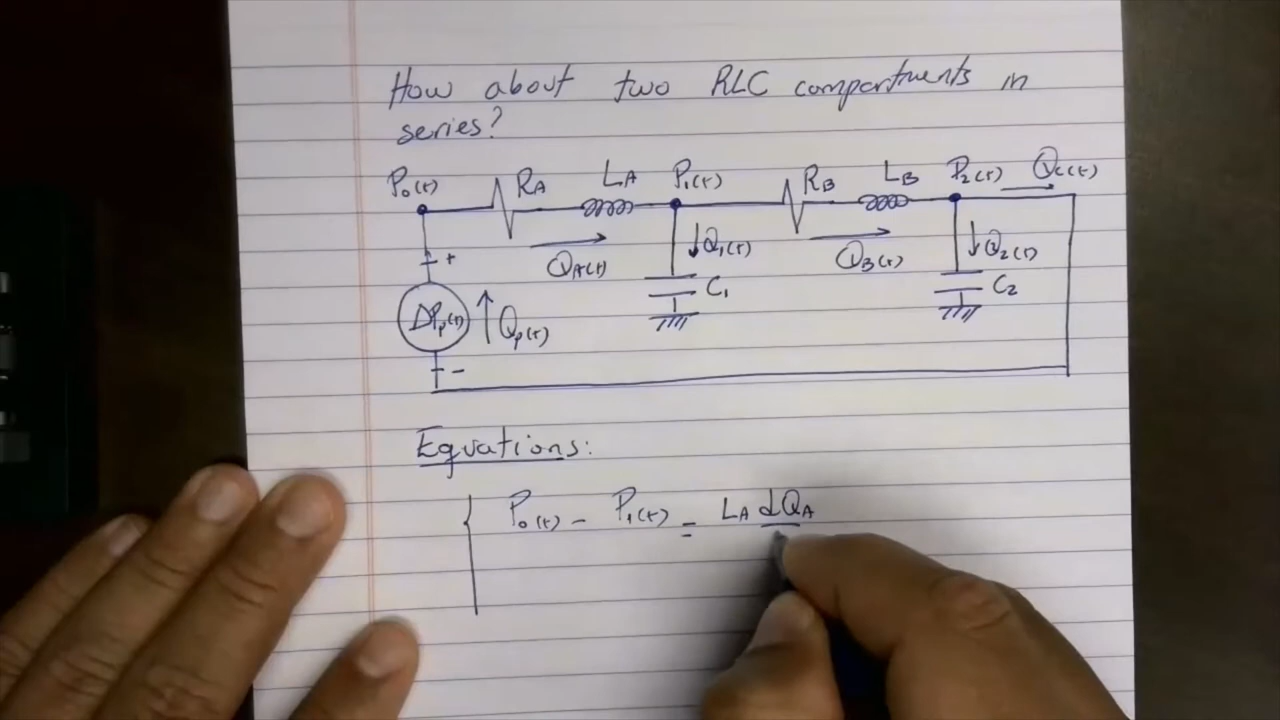 How about two RLC compartments in
series?
P₀(t) RA LA P₁(t) RB LB P₂(t) Qc(t)
QA(t) Q₁(t) QB(t) Q₂(t)
+ C₁ C₂
ΔPp(t) Qp(t)
-
Equations:
{ P₀(t) - P₁(t) = LA dQA